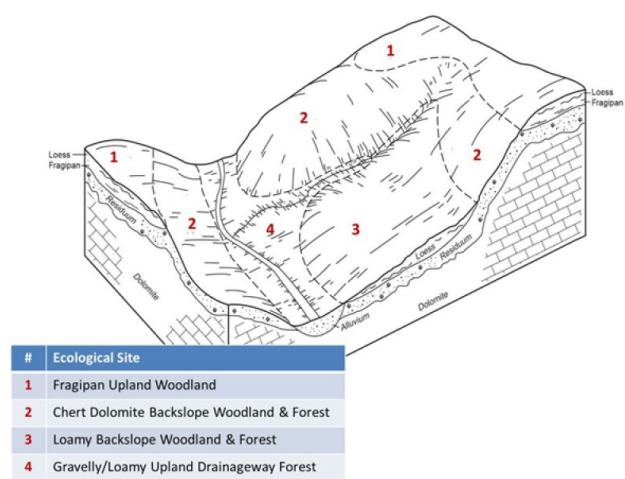 1
Loess
Fragipan
2
Loess
Fragipan
1
2
Residuum
2
4
3
Loess
Residuum
Dolomite
Dolomite
Alluvium
# Ecological Site
1 Fragipan Upland Woodland
2 Chert Dolomite Backslope Woodland & Forest
3 Loamy Backslope Woodland & Forest
4 Gravelly/Loamy Upland Drainageway Forest